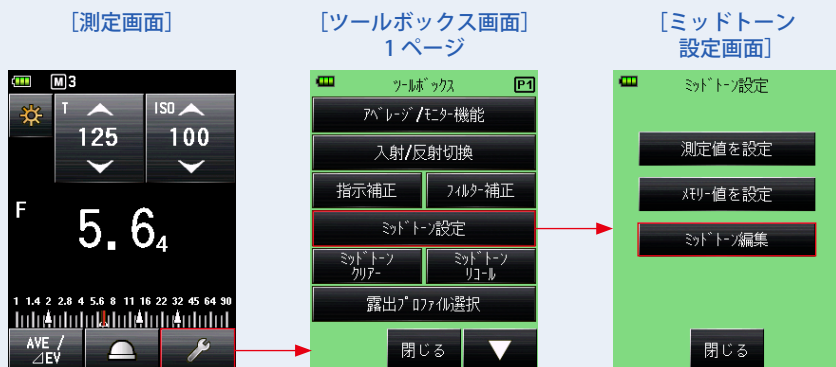 [測定画面]
M 3
T
125
ISO
100
F
5.6 4
1 1.4 2 2.8 4 5.6 8 11 16 22 32 45 64 90
AVE /
⊿EV
[ツールボックス画面]
1 ページ
ﾂｰﾙﾎﾞｯｸｽ
P1
ｱﾍﾞﾚｰｼﾞ/ﾓﾆﾀｰ機能
入射/反射切換
指示補正
ﾌｨﾙﾀｰ補正
ﾐｯﾄﾞﾄｰﾝ設定
ﾐｯﾄﾞﾄｰﾝ
ｸﾘｱｰ
ﾐｯﾄﾞﾄｰﾝ
ﾘｺｰﾙ
露出ﾌﾟﾛﾌｧｲﾙ選択
閉じる
[ミッドトーン
設定画面]
ﾐｯﾄﾞﾄｰﾝ設定
測定値を設定
ﾒﾓﾘｰ値を設定
ﾐｯﾄﾞﾄｰﾝ編集
閉じる